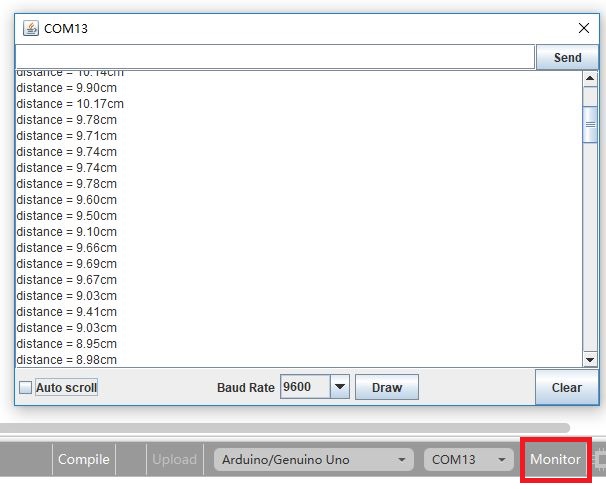 COM13
Send
distance = 10.14cm
distance = 9.90cm
distance = 10.17cm
distance = 9.78cm
distance = 9.71cm
distance = 9.74cm
distance = 9.74cm
distance = 9.78cm
distance = 9.60cm
distance = 9.50cm
distance = 9.10cm
distance = 9.66cm
distance = 9.69cm
distance = 9.67cm
distance = 9.03cm
distance = 9.41cm
distance = 9.03cm
distance = 8.95cm
distance = 8.98cm
Auto scroll Baud Rate 9600 Draw Clear
Compile Upload Arduino/Genuino Uno COM13 Monitor